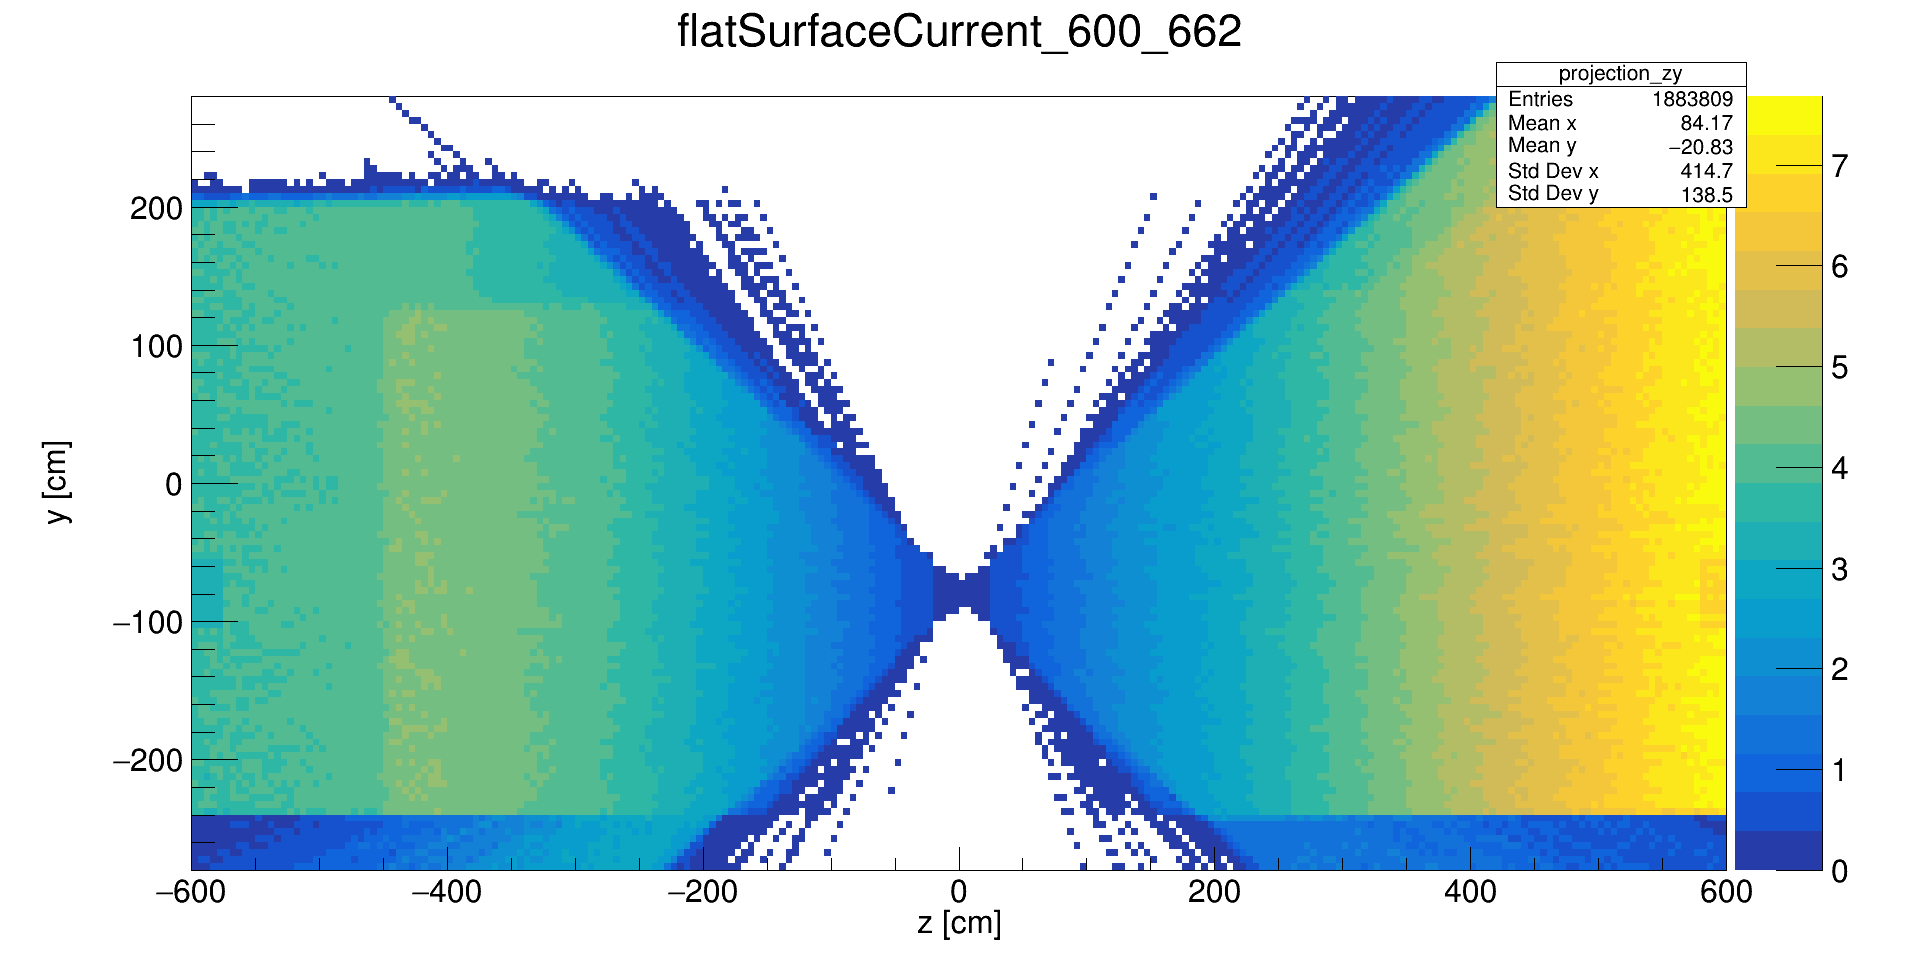 flatSurfaceCurrent_600_662
projection_zy
Entries 1883809
Mean x 84.17
Mean y −20.83
Std Dev x 414.7
Std Dev y 138.5
y [cm]
200
100
0
−100
−200
−600 −400 −200 0 200 400 600
z [cm]
7
6
5
4
3
2
1
0